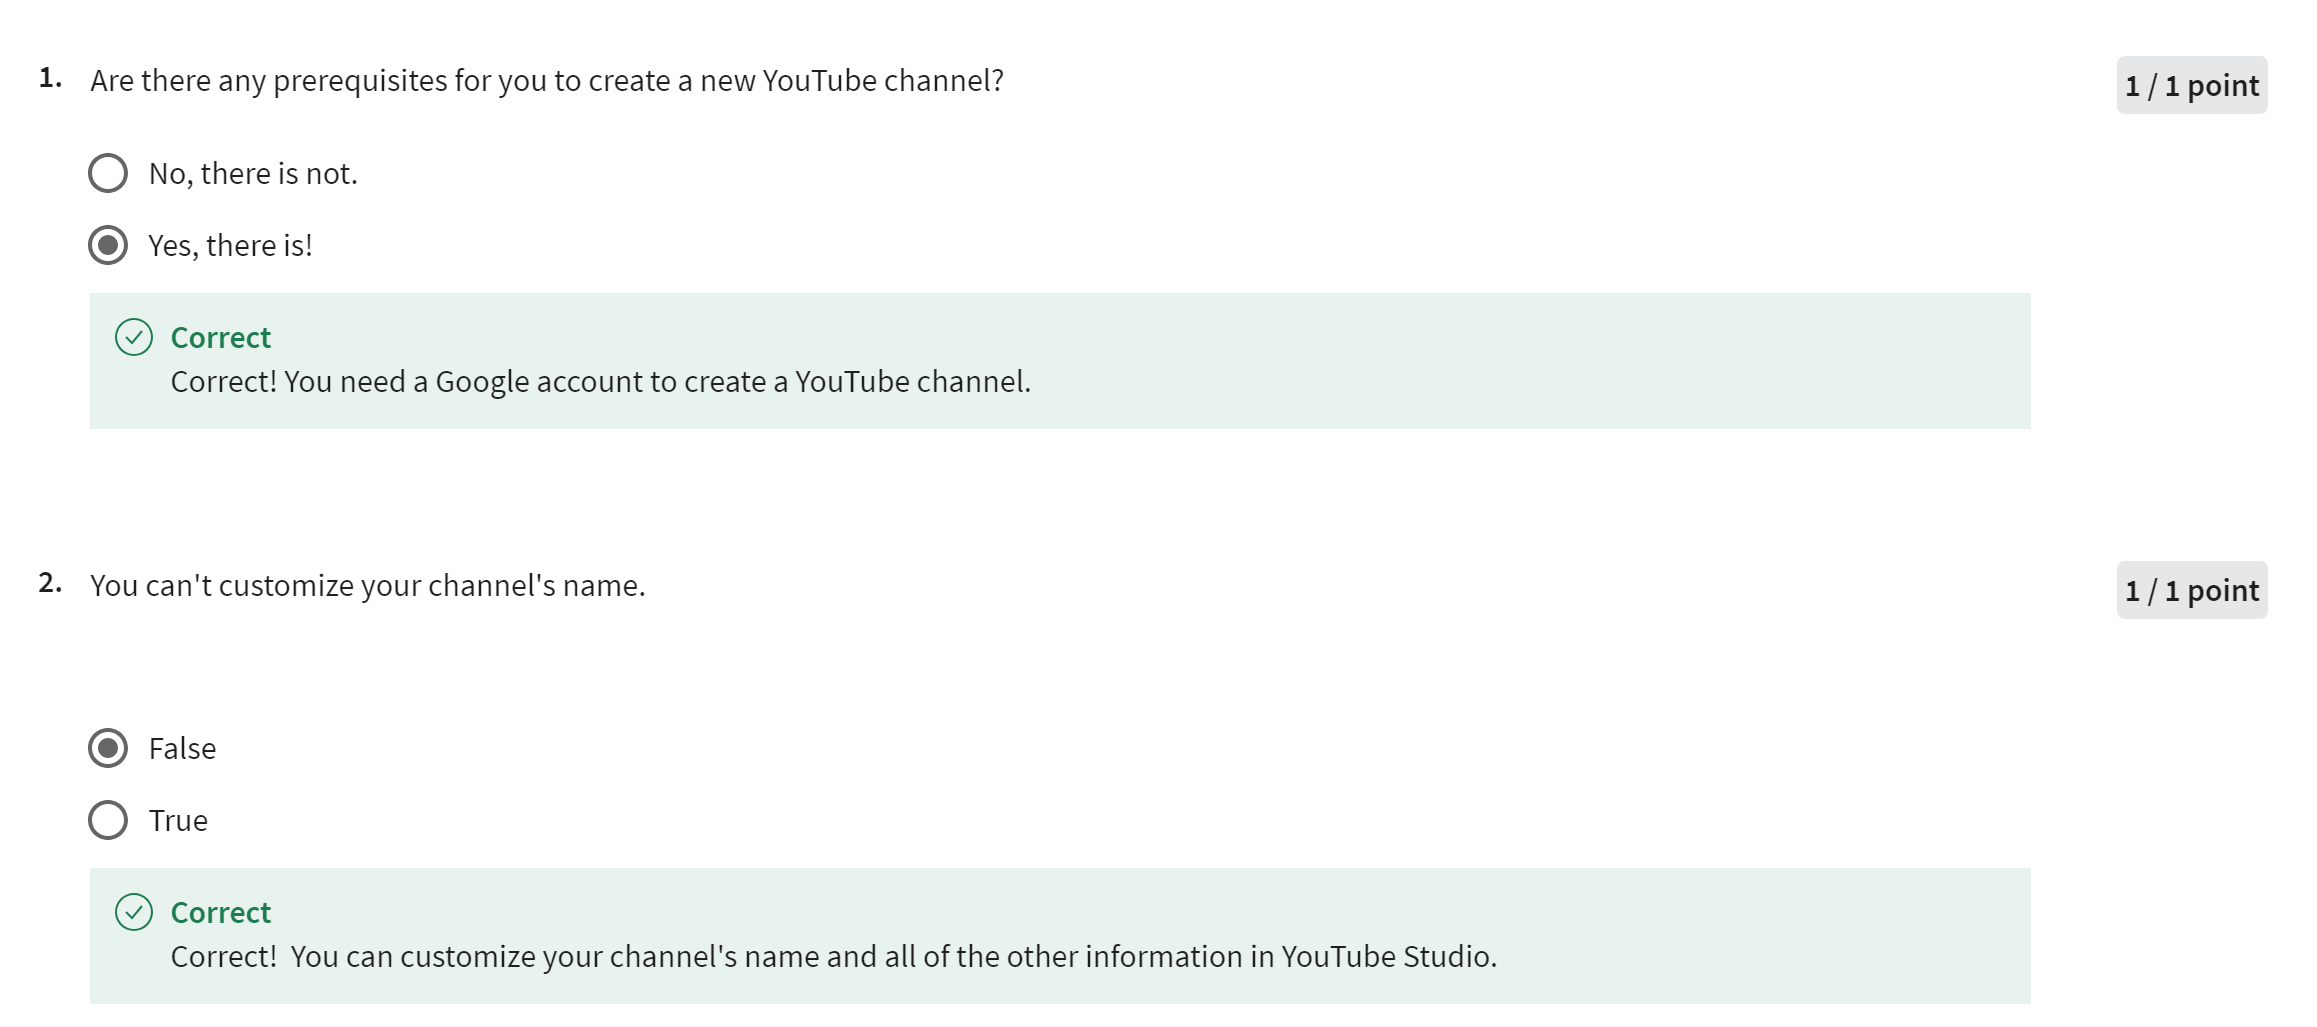 1. Are there any prerequisites for you to create a new YouTube channel?
1 / 1 point
No, there is not.
Yes, there is!
Correct
Correct! You need a Google account to create a YouTube channel.
2. You can't customize your channel's name.
1 / 1 point
False
True
Correct
Correct!  You can customize your channel's name and all of the other information in YouTube Studio.